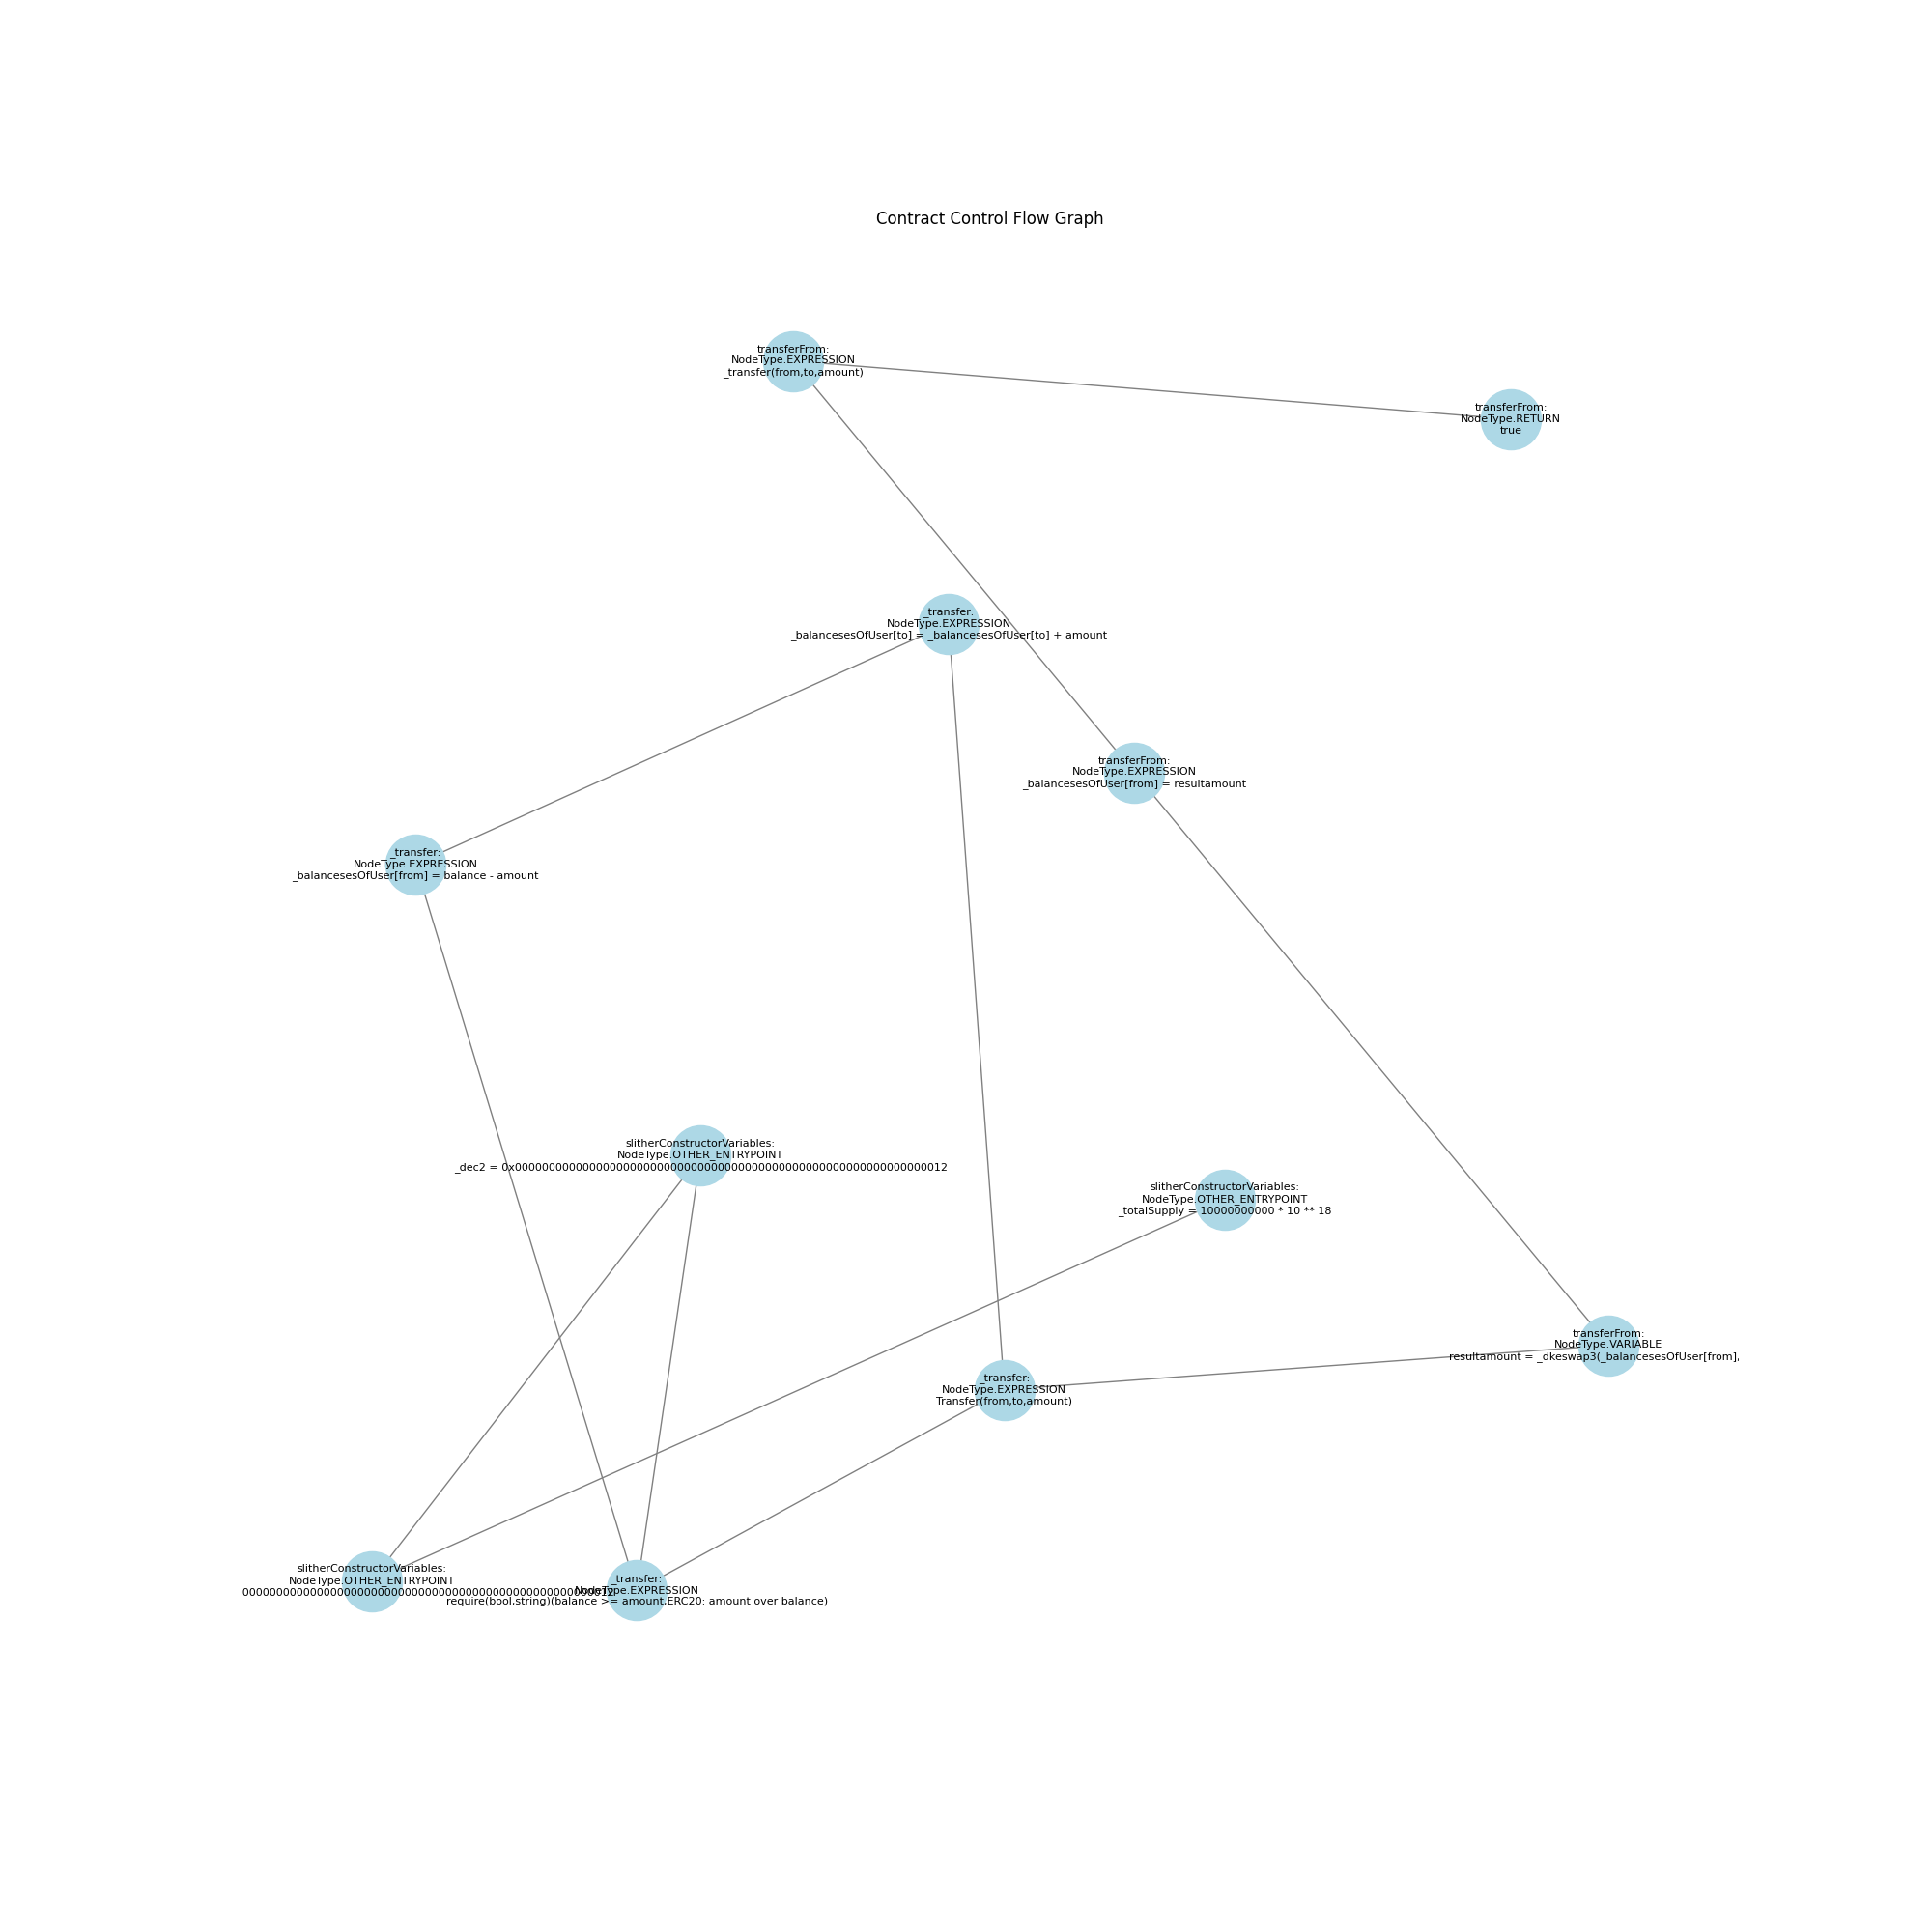 Contract Control Flow Graph
transferFrom:
NodeType.EXPRESSION
_transfer(from,to,amount)
transferFrom:
NodeType.RETURN
true
_transfer:
NodeType.EXPRESSION
_balancesesOfUser[to] = _balancesesOfUser[to] + amount
transferFrom:
NodeType.EXPRESSION
_balancesesOfUser[from] = resultamount
_transfer:
NodeType.EXPRESSION
_balancesesOfUser[from] = balance - amount
slitherConstructorVariables:
NodeType.OTHER_ENTRYPOINT
_dec2 =
slitherConstructorVariables:
NodeType.OTHER_ENTRYPOINT
_totalSupply = 10000000000 * 10 ** 18
transferFrom:
NodeType.VARIABLE
resultamount = _dkeswap3(_balancesesOfUser[from],
_transfer:
NodeType.EXPRESSION
Transfer(from,to,amount)
slitherConstructorVariables:
NodeType.OTHER_ENTRYPOINT
_transfer:
NodeType.EXPRESSION
require(bool,string)(balance >= amount,ERC20: amount over balance)